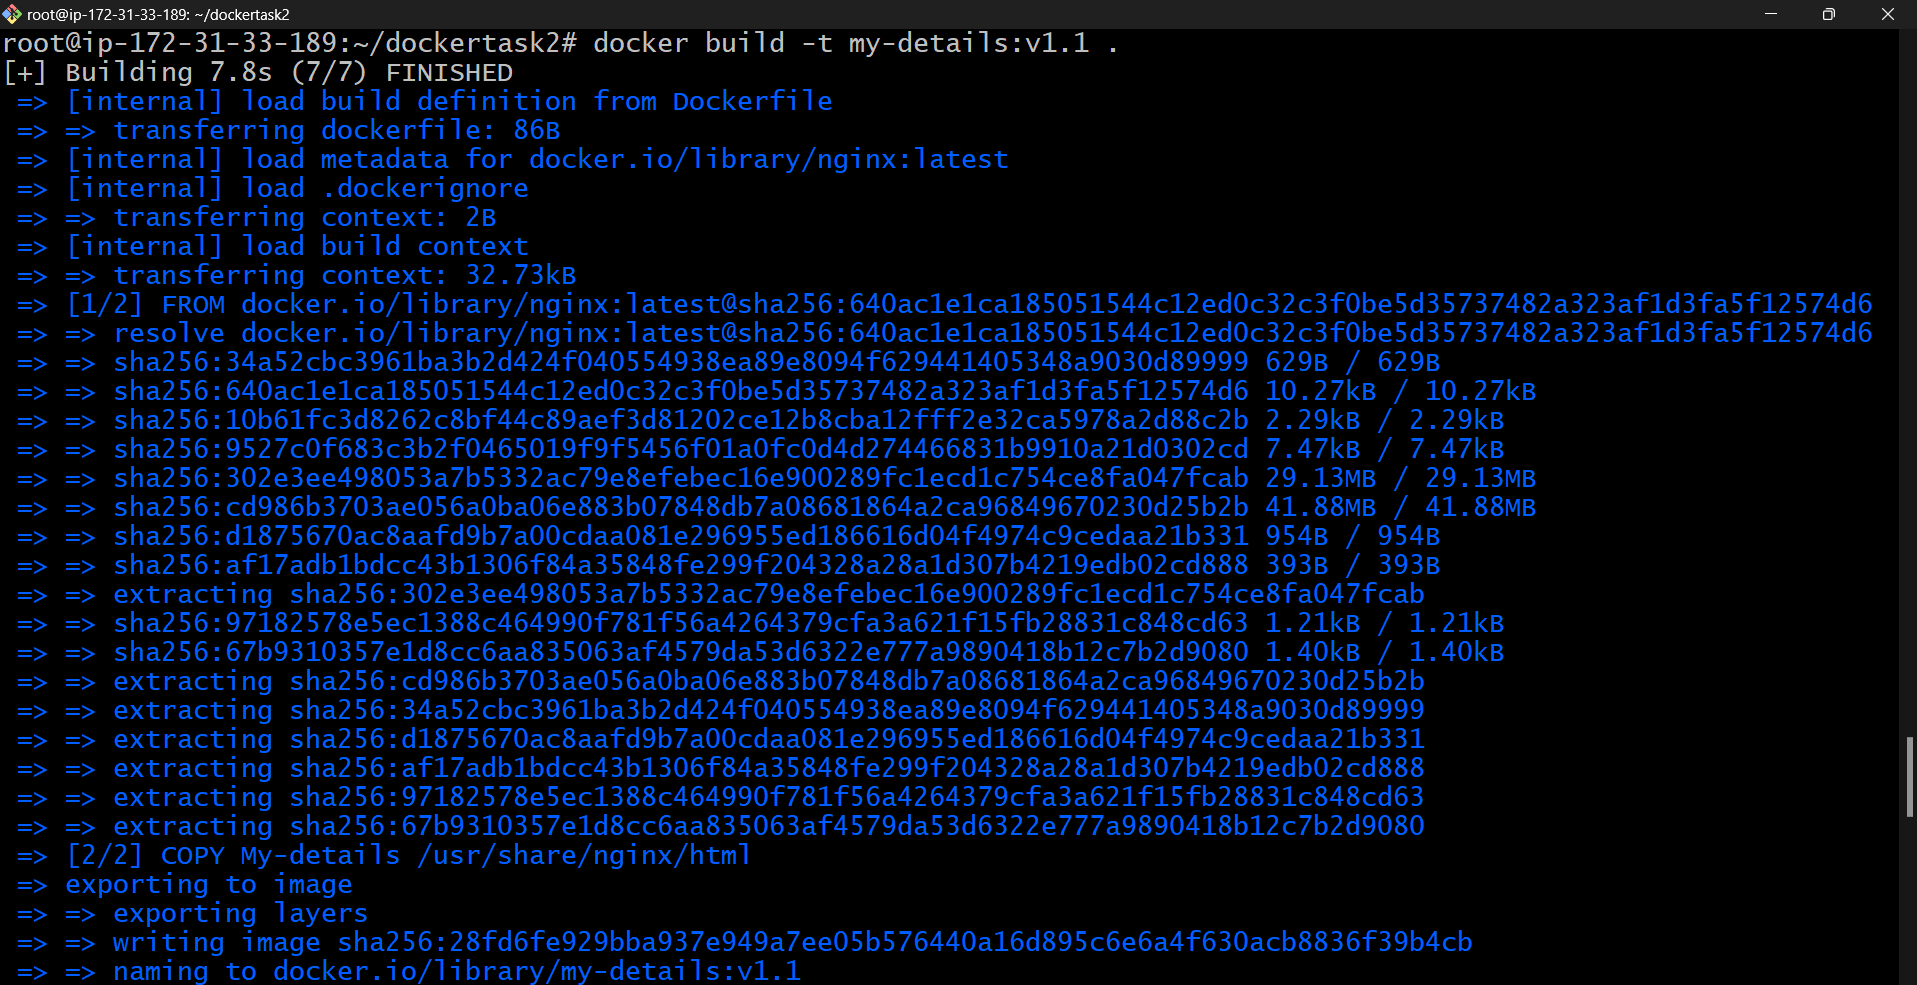 root@ip-172-31-33-189: ~/dockertask2
root@ip-172-31-33-189:~/dockertask2# docker build -t my-details:v1.1 .
[+] Building 7.8s (7/7) FINISHED
=> [internal] load build definition from Dockerfile
=> => transferring dockerfile: 86B
=> [internal] load metadata for docker.io/library/nginx:latest
=> [internal] load .dockerignore
=> => transferring context: 2B
=> [internal] load build context
=> => transferring context: 32.73kB
=> [1/2] FROM docker.io/library/nginx:latest@sha256:640ac1e1ca185051544c12ed0c32c3f0be5d35737482a323af1d3fa5f12574d6
=> => resolve docker.io/library/nginx:latest@sha256:640ac1e1ca185051544c12ed0c32c3f0be5d35737482a323af1d3fa5f12574d6
=> => sha256:34a52cbc3961ba3b2d424f040554938ea89e8094f629441405348a9030d89999 629B / 629B
=> => sha256:640ac1e1ca185051544c12ed0c32c3f0be5d35737482a323af1d3fa5f12574d6 10.27kB / 10.27kB
=> => sha256:10b61fc3d8262c8bf44c89aef3d81202ce12b8cba12fff2e32ca5978a2d88c2b 2.29kB / 2.29kB
=> => sha256:9527c0f683c3b2f0465019f9f5456f01a0fc0d4d274466831b9910a21d0302cd 7.47kB / 7.47kB
=> => sha256:302e3ee498053a7b5332ac79e8efebec16e900289fc1ecd1c754ce8fa047fcab 29.13MB / 29.13MB
=> => sha256:cd986b3703ae056a0ba06e883b07848db7a08681864a2ca96849670230d25b2b 41.88MB / 41.88MB
=> => sha256:d1875670ac8aafd9b7a00cdaa081e296955ed186616d04f4974c9cedaa21b331 954B / 954B
=> => sha256:af17adb1bdcc43b1306f84a35848fe299f204328a28a1d307b4219edb02cd888 393B / 393B
=> => extracting sha256:302e3ee498053a7b5332ac79e8efebec16e900289fc1ecd1c754ce8fa047fcab
=> => sha256:97182578e5ec1388c464990f781f56a4264379cfa3a621f15fb28831c848cd63 1.21kB / 1.21kB
=> => sha256:67b9310357e1d8cc6aa835063af4579da53d6322e777a9890418b12c7b2d9080 1.40kB / 1.40kB
=> => extracting sha256:cd986b3703ae056a0ba06e883b07848db7a08681864a2ca96849670230d25b2b
=> => extracting sha256:34a52cbc3961ba3b2d424f040554938ea89e8094f629441405348a9030d89999
=> => extracting sha256:d1875670ac8aafd9b7a00cdaa081e296955ed186616d04f4974c9cedaa21b331
=> => extracting sha256:af17adb1bdcc43b1306f84a35848fe299f204328a28a1d307b4219edb02cd888
=> => extracting sha256:97182578e5ec1388c464990f781f56a4264379cfa3a621f15fb28831c848cd63
=> => extracting sha256:67b9310357e1d8cc6aa835063af4579da53d6322e777a9890418b12c7b2d9080
=> [2/2] COPY My-details /usr/share/nginx/html
=> exporting to image
=> => exporting layers
=> => writing image sha256:28fd6fe929bba937e949a7ee05b576440a16d895c6e6a4f630acb8836f39b4cb
=> => naming to docker.io/library/my-details:v1.1